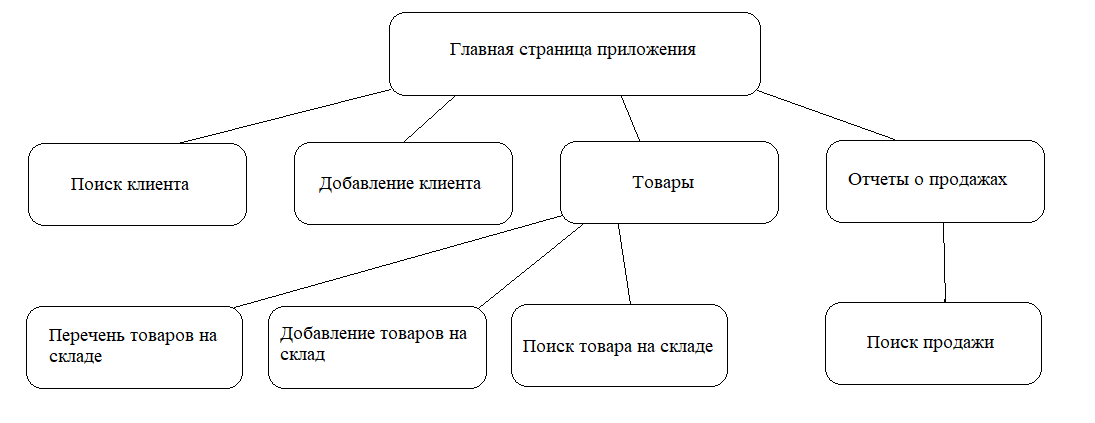 Главная страница приложения
Поиск клиента
Добавление клиента
Товары
Отчеты о продажах
Перечень товаров на
складе
Добавление товаров на
склад
Поиск товара на складе
Поиск продажи